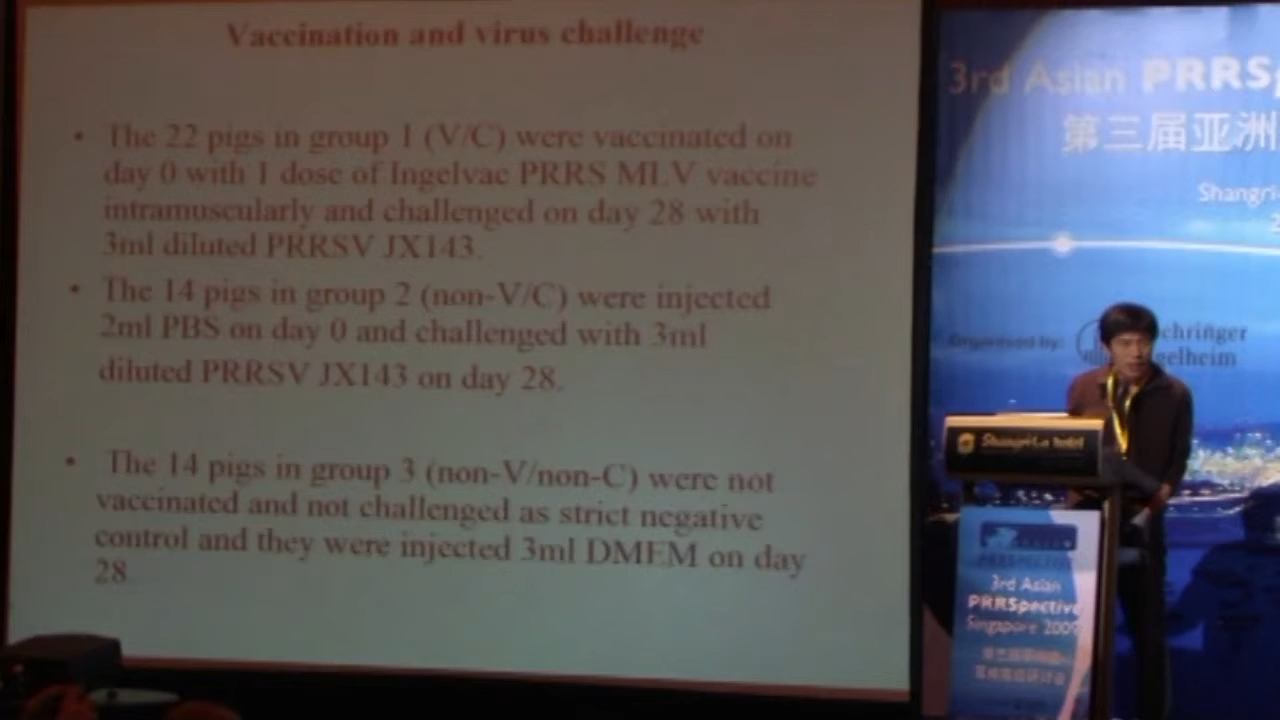 Vaccination and virus challenge
• The 22 pigs in group 1 (V/C) were vaccinated on
day 0 with 1 dose of Ingelvac PRRS MLV vaccine
intramuscularly and challenged on day 28 with
3ml diluted PRRSV JX143.
• The 14 pigs in group 2 (non-V/C) were injected
2ml PBS on day 0 and challenged with 3ml
diluted PRRSV JX143 on day 28.
• The 14 pigs in group 3 (non-V/non-C) were not
vaccinated and not challenged as strict negative
control and they were injected 3ml DMEM on day
28.
3rd Asian PRRSp
第三届亚洲
Shangri-
Organised by:
ehringer
gelheim
Shangri-La hotel
3rd Asian
PRRSpective
Singapore 2009